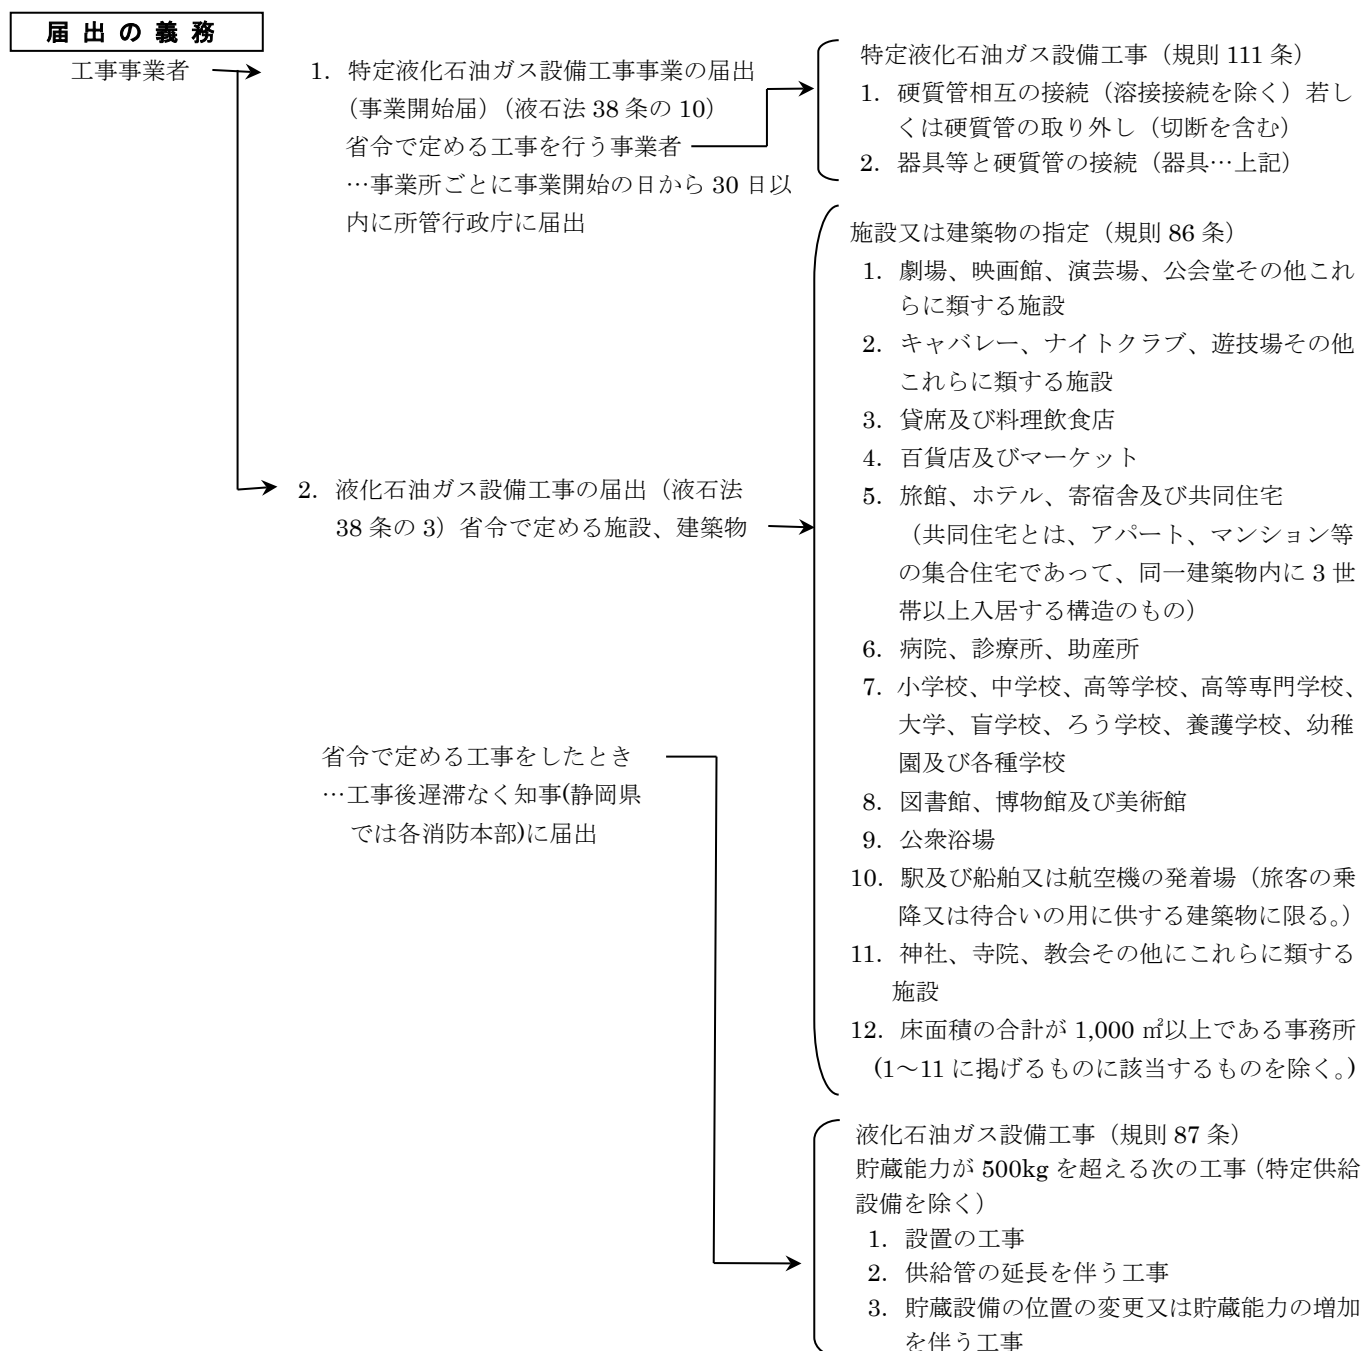 届出の義務
工事事業者
1. 特定液化石油ガス設備工事事業の届出
(事業開始届)(液石法 38 条の 10)
省令で定める工事を行う事業者
…事業所ごとに事業開始の日から 30 日以
内に所管行政庁に届出
特定液化石油ガス設備工事(規則 111 条)
1. 硬質管相互の接続(溶接接続を除く)若し
くは硬質管の取り外し(切断を含む)
2. 器具等と硬質管の接続(器具…上記)
2. 液化石油ガス設備工事の届出(液石法
38 条の 3)省令で定める施設、建築物
施設又は建築物の指定(規則 86 条)
1. 劇場、映画館、演芸場、公会堂その他これ
らに類する施設
2. キャバレー、ナイトクラブ、遊技場その他
これらに類する施設
3. 貸席及び料理飲食店
4. 百貨店及びマーケット
5. 旅館、ホテル、寄宿舎及び共同住宅
(共同住宅とは、アパート、マンション等
の集合住宅であって、同一建築物内に 3 世
帯以上入居する構造のもの)
6. 病院、診療所、助産所
7. 小学校、中学校、高等学校、高等専門学校、
大学、盲学校、ろう学校、養護学校、幼稚
園及び各種学校
8. 図書館、博物館及び美術館
9. 公衆浴場
10. 駅及び船舶又は航空機の発着場(旅客の乗
降又は待合いの用に供する建築物に限る。)
11. 神社、寺院、教会その他にこれらに類する
施設
12. 床面積の合計が 1,000 ㎡以上である事務所
(1～11 に掲げるものに該当するものを除く。)
省令で定める工事をしたとき
…工事後遅滞なく知事(静岡県
では各消防本部)に届出
液化石油ガス設備工事(規則 87 条)
貯蔵能力が 500kg を超える次の工事(特定供給
設備を除く)
1. 設置の工事
2. 供給管の延長を伴う工事
3. 貯蔵設備の位置の変更又は貯蔵能力の増加
を伴う工事